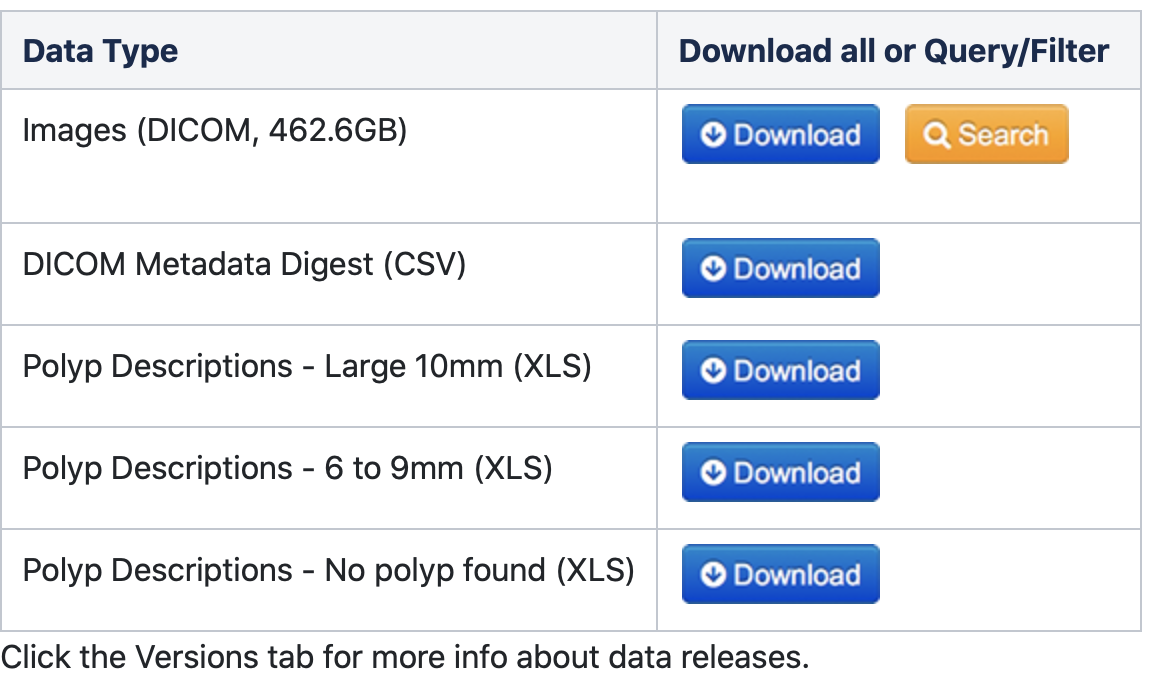 Data Type Download all or Query/Filter
Images (DICOM, 462.6GB) Download Search
DICOM Metadata Digest (CSV) Download
Polyp Descriptions - Large 10mm (XLS) Download
Polyp Descriptions - 6 to 9mm (XLS) Download
Polyp Descriptions - No polyp found (XLS) Download
Click the Versions tab for more info about data releases.